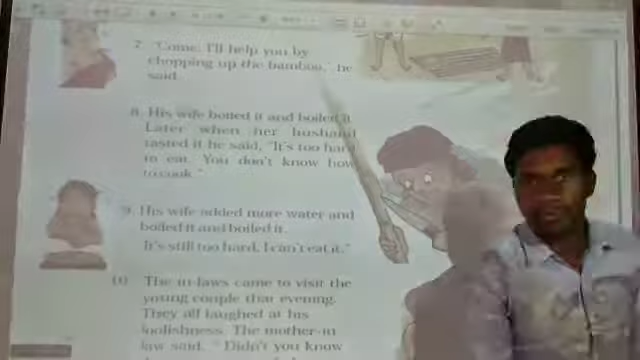 7. "Come, I'll help you by
chopping up the bamboo," he
said.
8. His wife boiled it and boiled it.
Later when her husband
tasted it he said, "It's too hard
to eat. You don't know how
to cook."
9. His wife added more water and
boiled it and boiled it.
"It's still too hard, I can't eat it."
10. The in-laws came to visit the
young couple that evening.
They all laughed at his
foolishness. The mother-in
law said, " Didn't you know